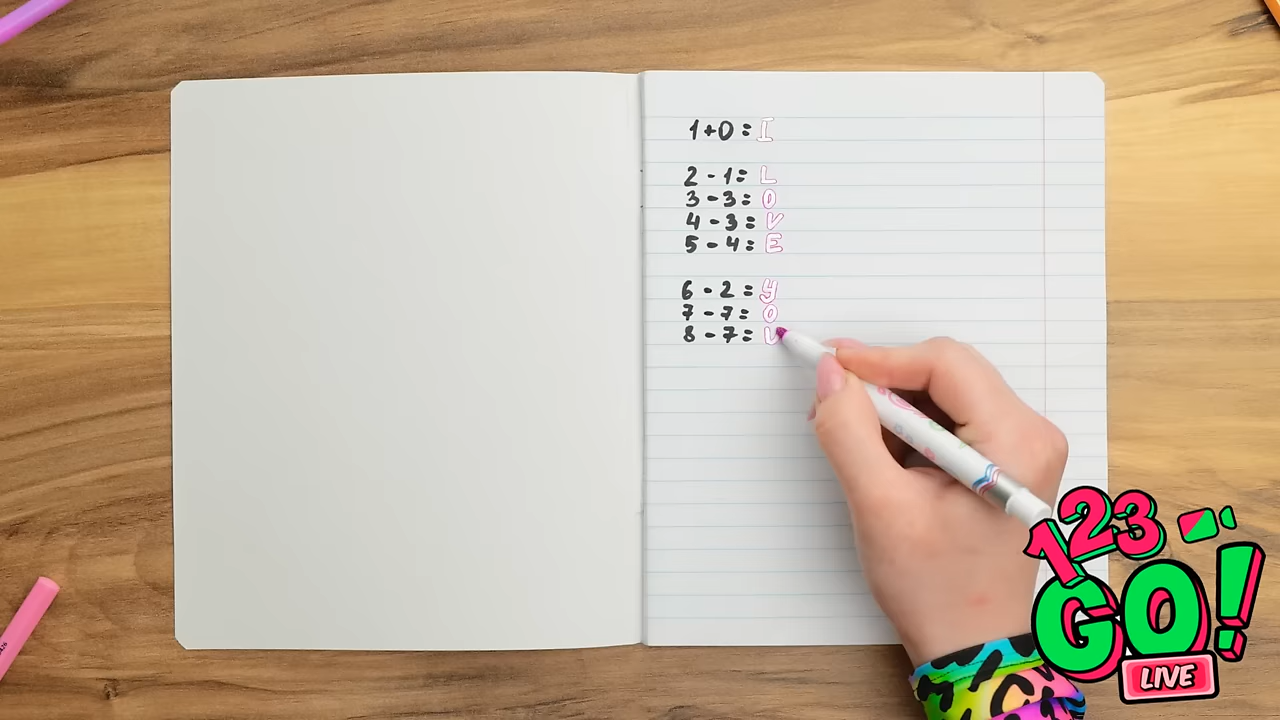 1+0=I
2-1=L
3-3=O
4-3=V
5-4=E
6-2=y
7-7=O
8-7=U
123
GO!
LIVE